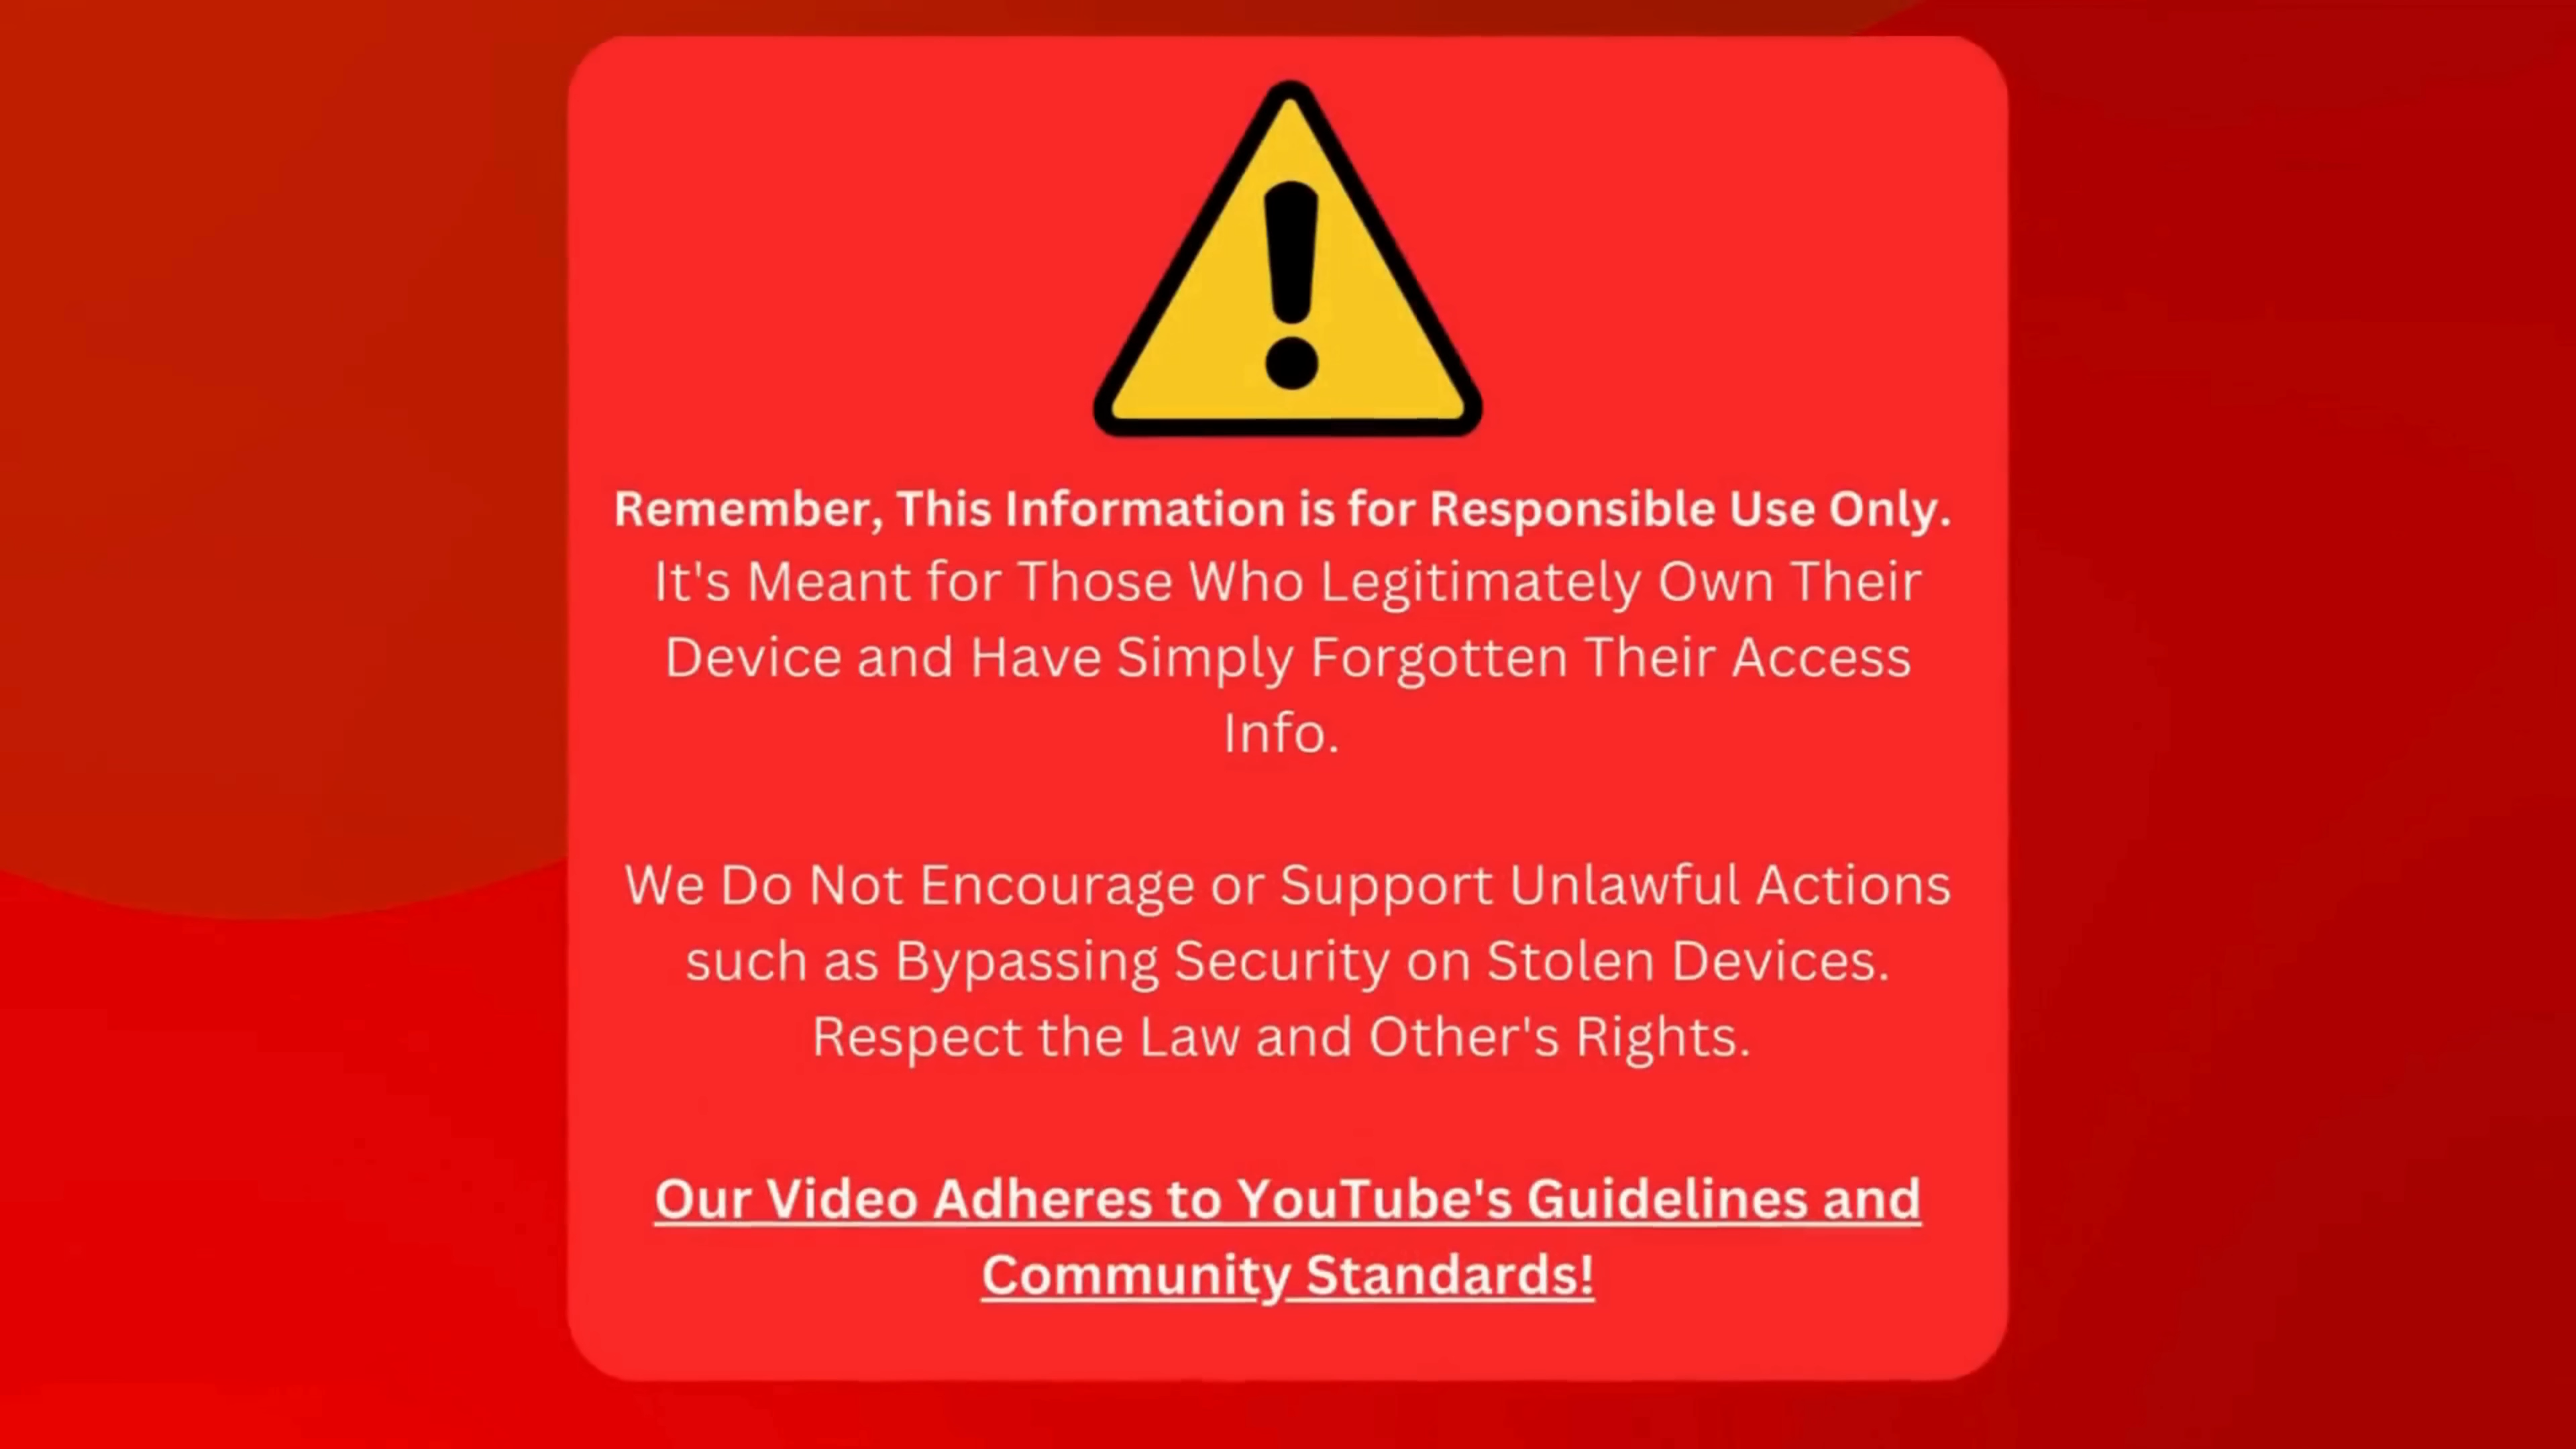 Remember, This Information is for Responsible Use Only.
It's Meant for Those Who Legitimately Own Their
Device and Have Simply Forgotten Their Access
Info.
We Do Not Encourage or Support Unlawful Actions
such as Bypassing Security on Stolen Devices.
Respect the Law and Other's Rights.
Our Video Adheres to YouTube's Guidelines and
Community Standards!